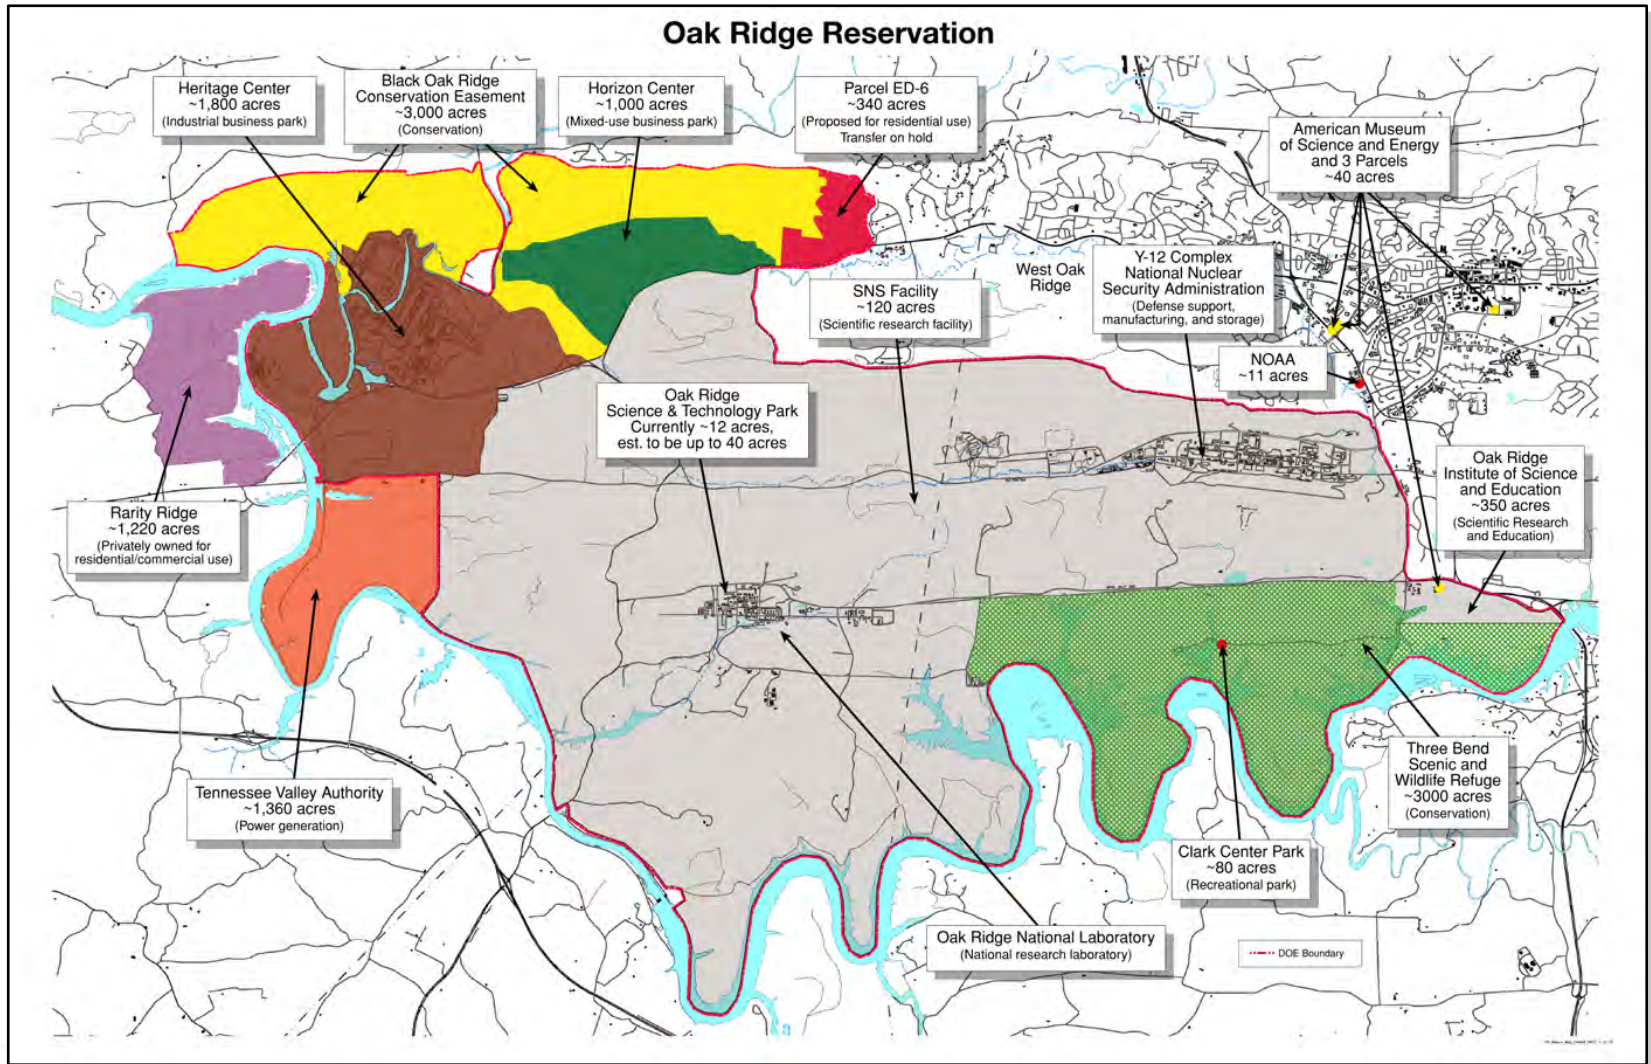 Oak Ridge Reservation
Heritage Center
~1,800 acres
(Industrial business park)
Black Oak Ridge
Conservation Easement
~3,000 acres
(Conservation)
Horizon Center
~1,000 acres
(Mixed-use business park)
Parcel ED-6
~340 acres
(Proposed for residential use)
Transfer on hold
American Museum
of Science and Energy
and 3 Parcels
~40 acres
West Oak
Ridge
Y-12 Complex
National Nuclear
Security Administration
(Defense support,
manufacturing, and storage)
SNS Facility
~120 acres
(Scientific research facility)
NOAA
~11 acres
Oak Ridge
Science & Technology Park
Currently ~12 acres,
est. to be up to 40 acres
Oak Ridge
Institute of Science
and Education
~350 acres
(Scientific Research
and Education)
Rarity Ridge
~1,220 acres
(Privately owned for
residential/commercial use)
Tennessee Valley Authority
~1,360 acres
(Power generation)
Three Bend
Scenic and
Wildlife Refuge
~3000 acres
(Conservation)
Clark Center Park
~80 acres
(Recreational park)
Oak Ridge National Laboratory
(National research laboratory)
DOE Boundary